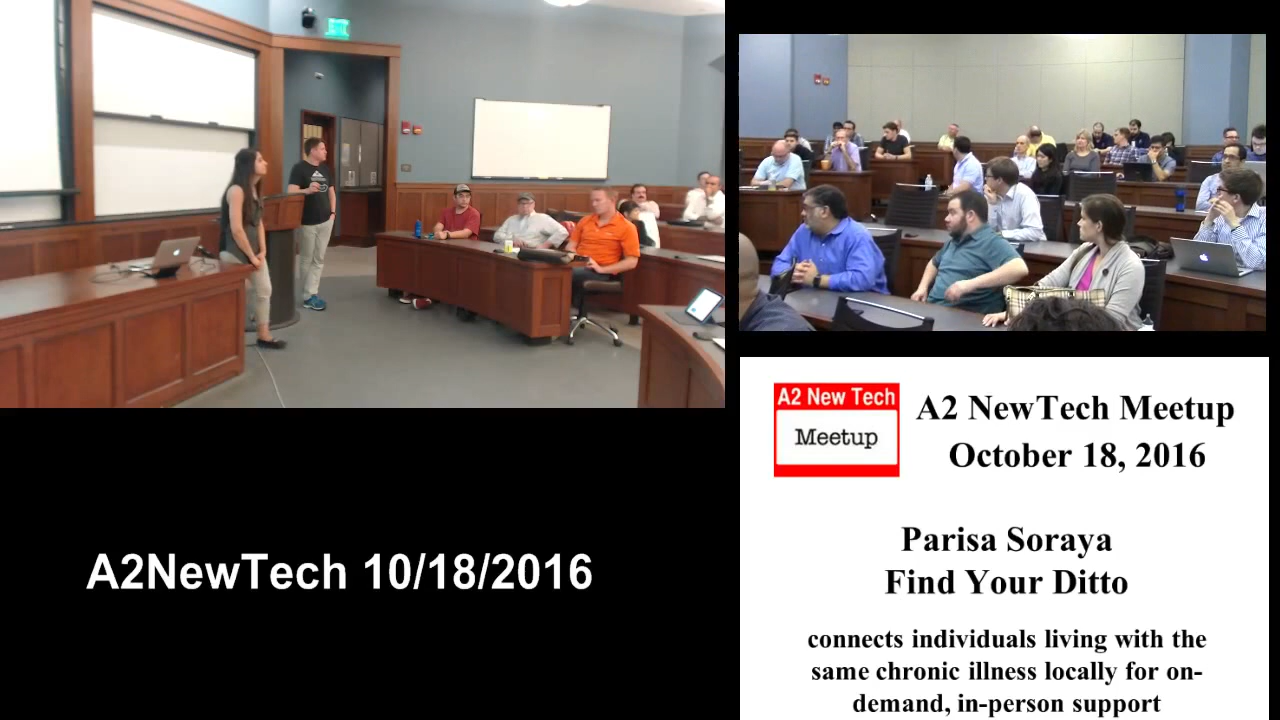 A2 New Tech
Meetup
A2 NewTech Meetup
October 18, 2016
Parisa Soraya
Find Your Ditto
connects individuals living with the
same chronic illness locally for on-
demand, in-person support
A2NewTech 10/18/2016